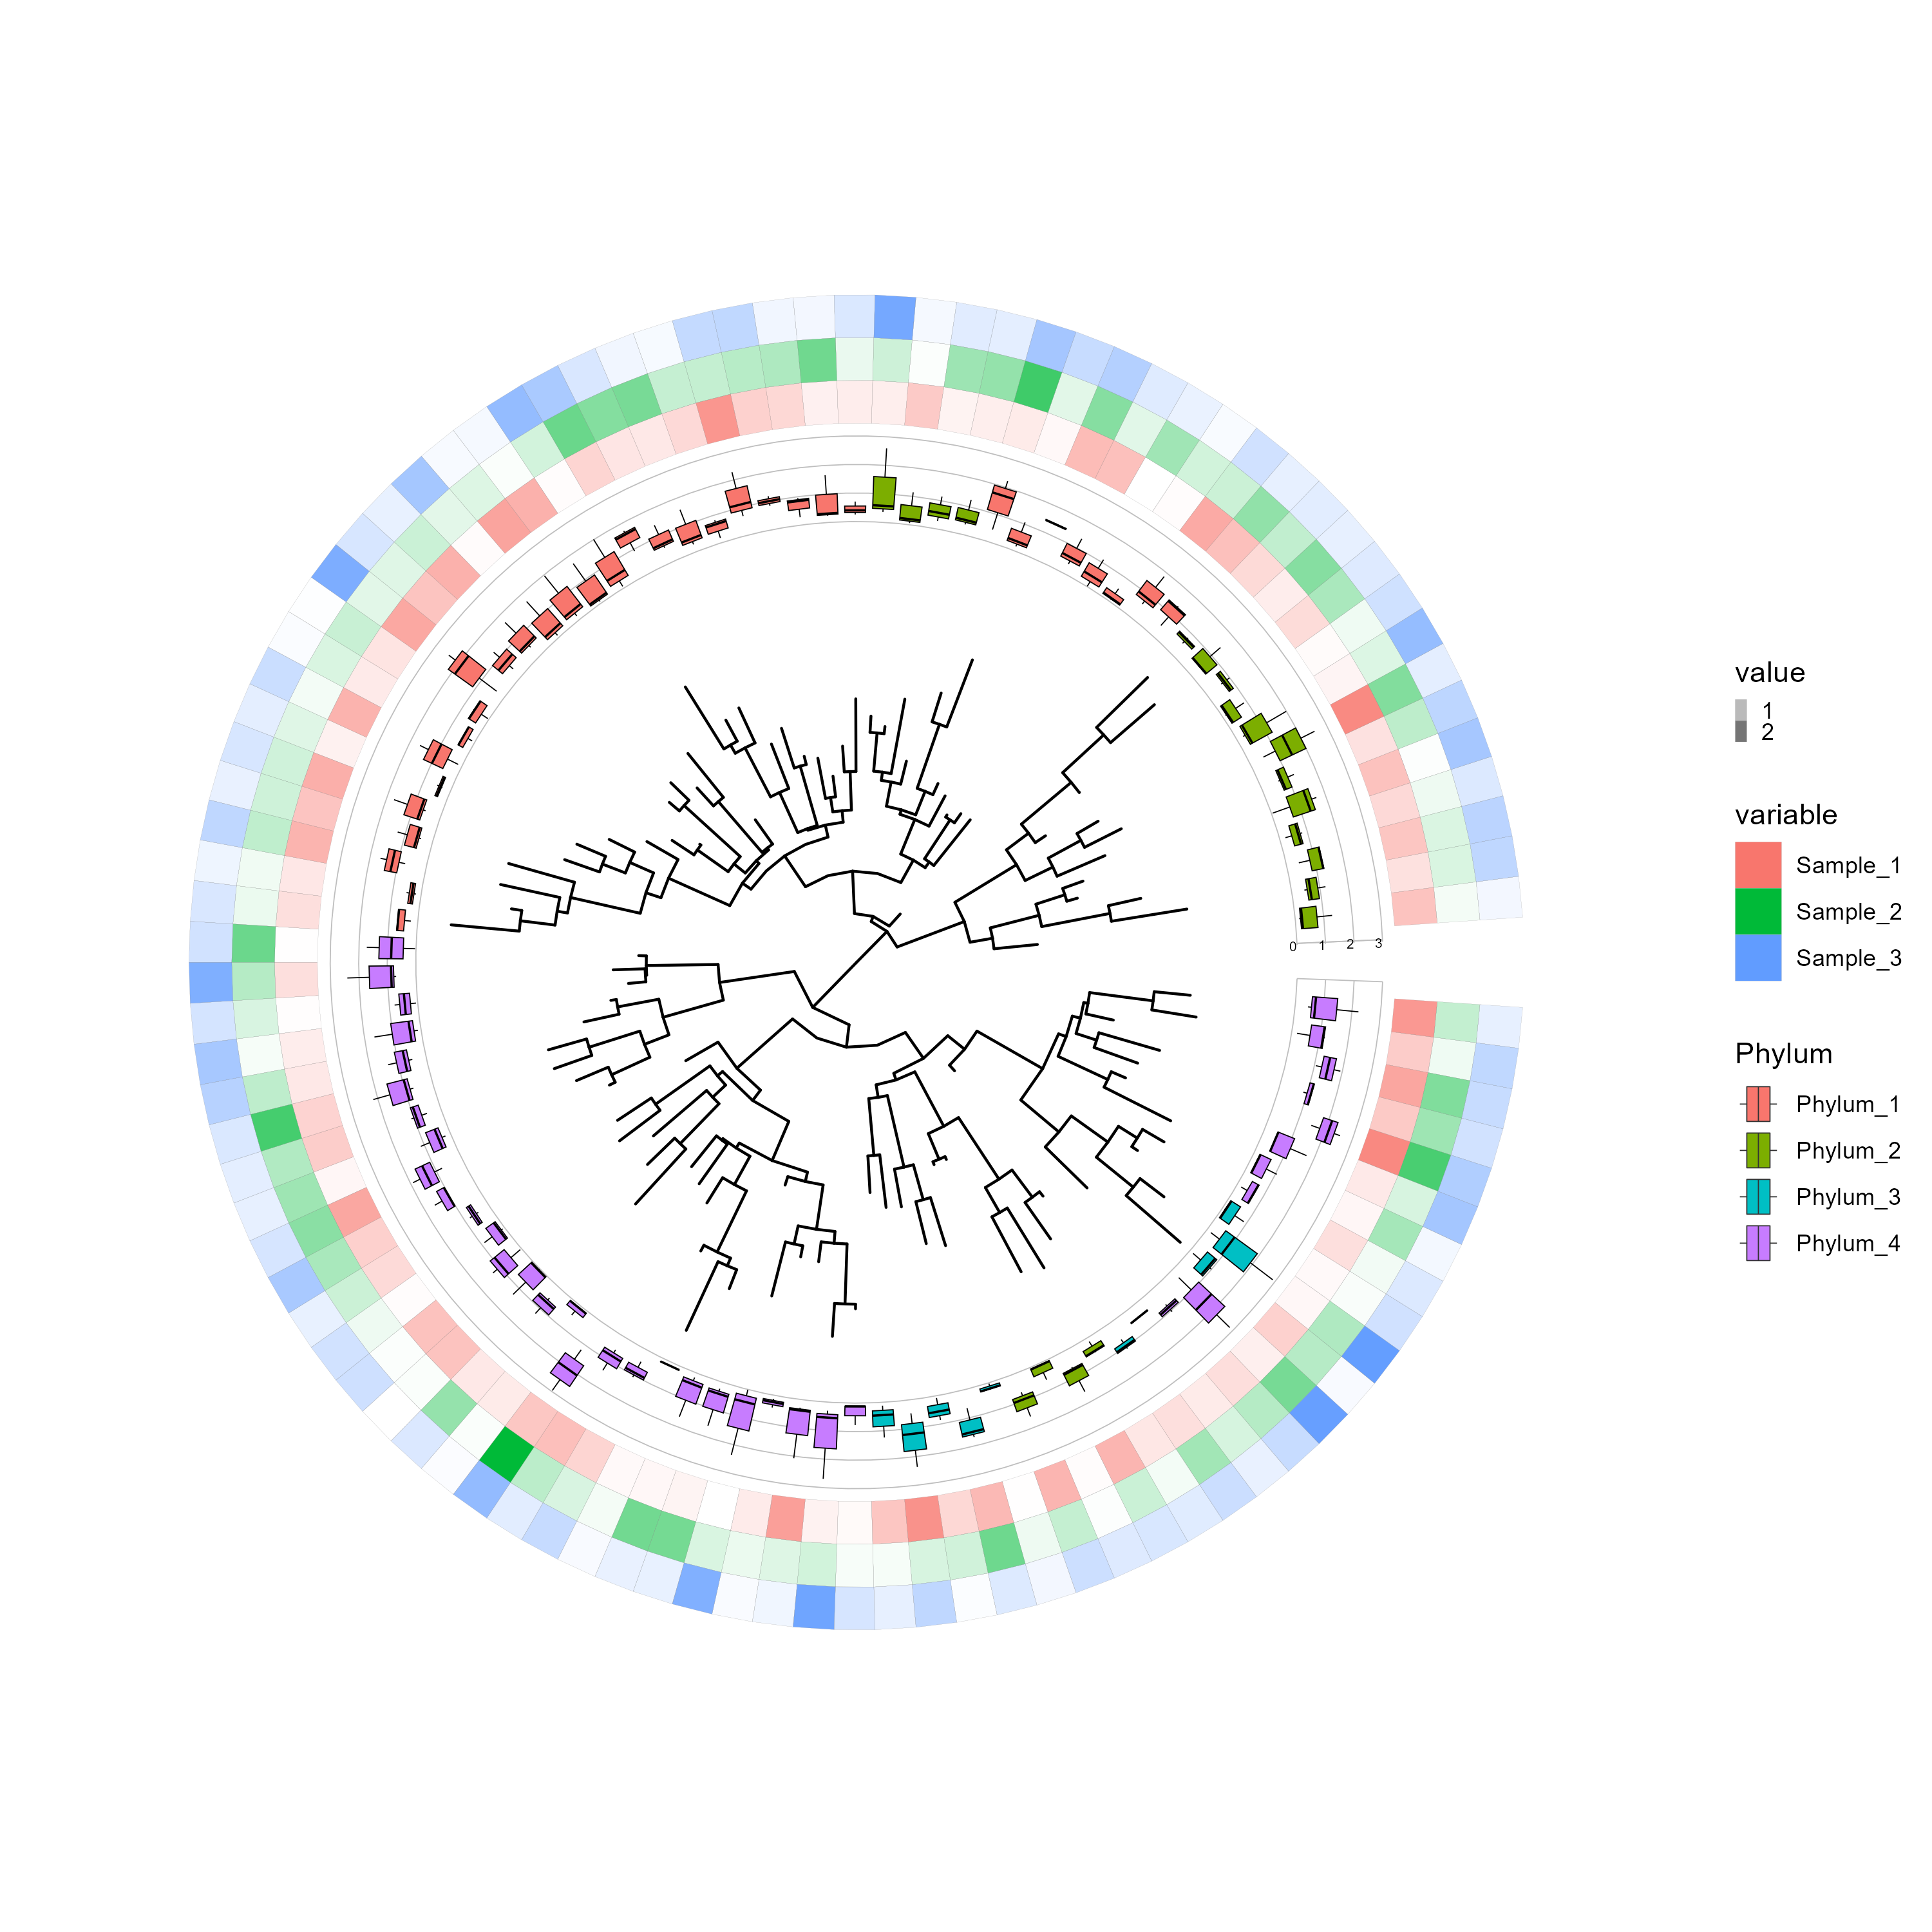 value
1
2
variable
Sample_1
Sample_2
Sample_3
0 1 2 3
Phylum
Phylum_1
Phylum_2
Phylum_3
Phylum_4